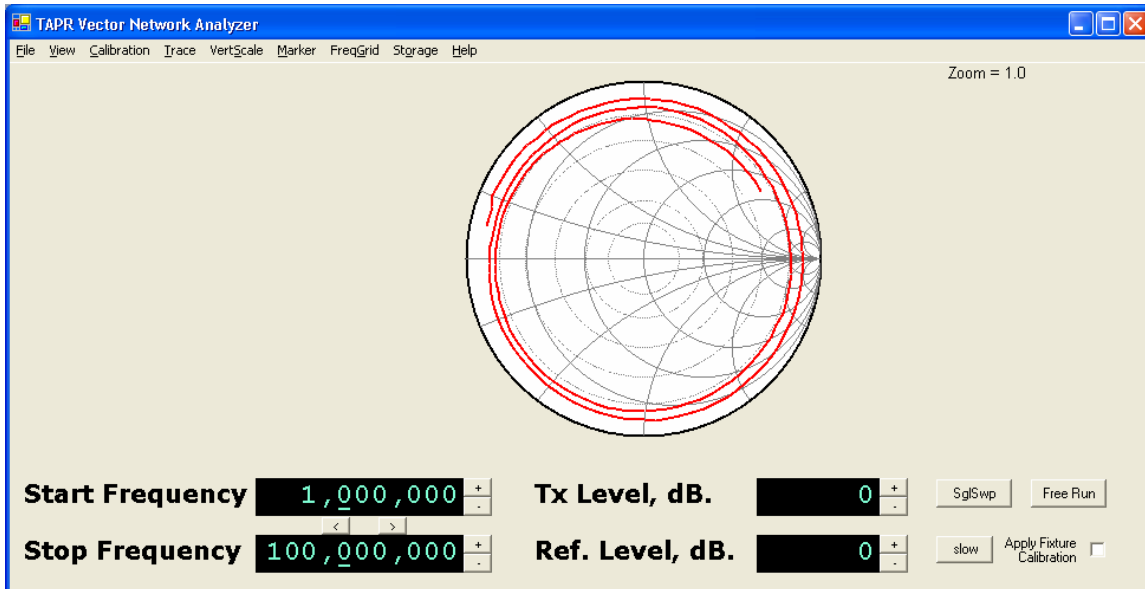 TAPR Vector Network Analyzer
File View Calibration Trace VertScale Marker FreqGrid Storage Help
Zoom = 1.0
Start Frequency 1,000,000 + - Tx Level, dB. 0 + - SglSwp Free Run
< >
Stop Frequency 100,000,000 + - Ref. Level, dB. 0 + - slow Apply Fixture
Calibration